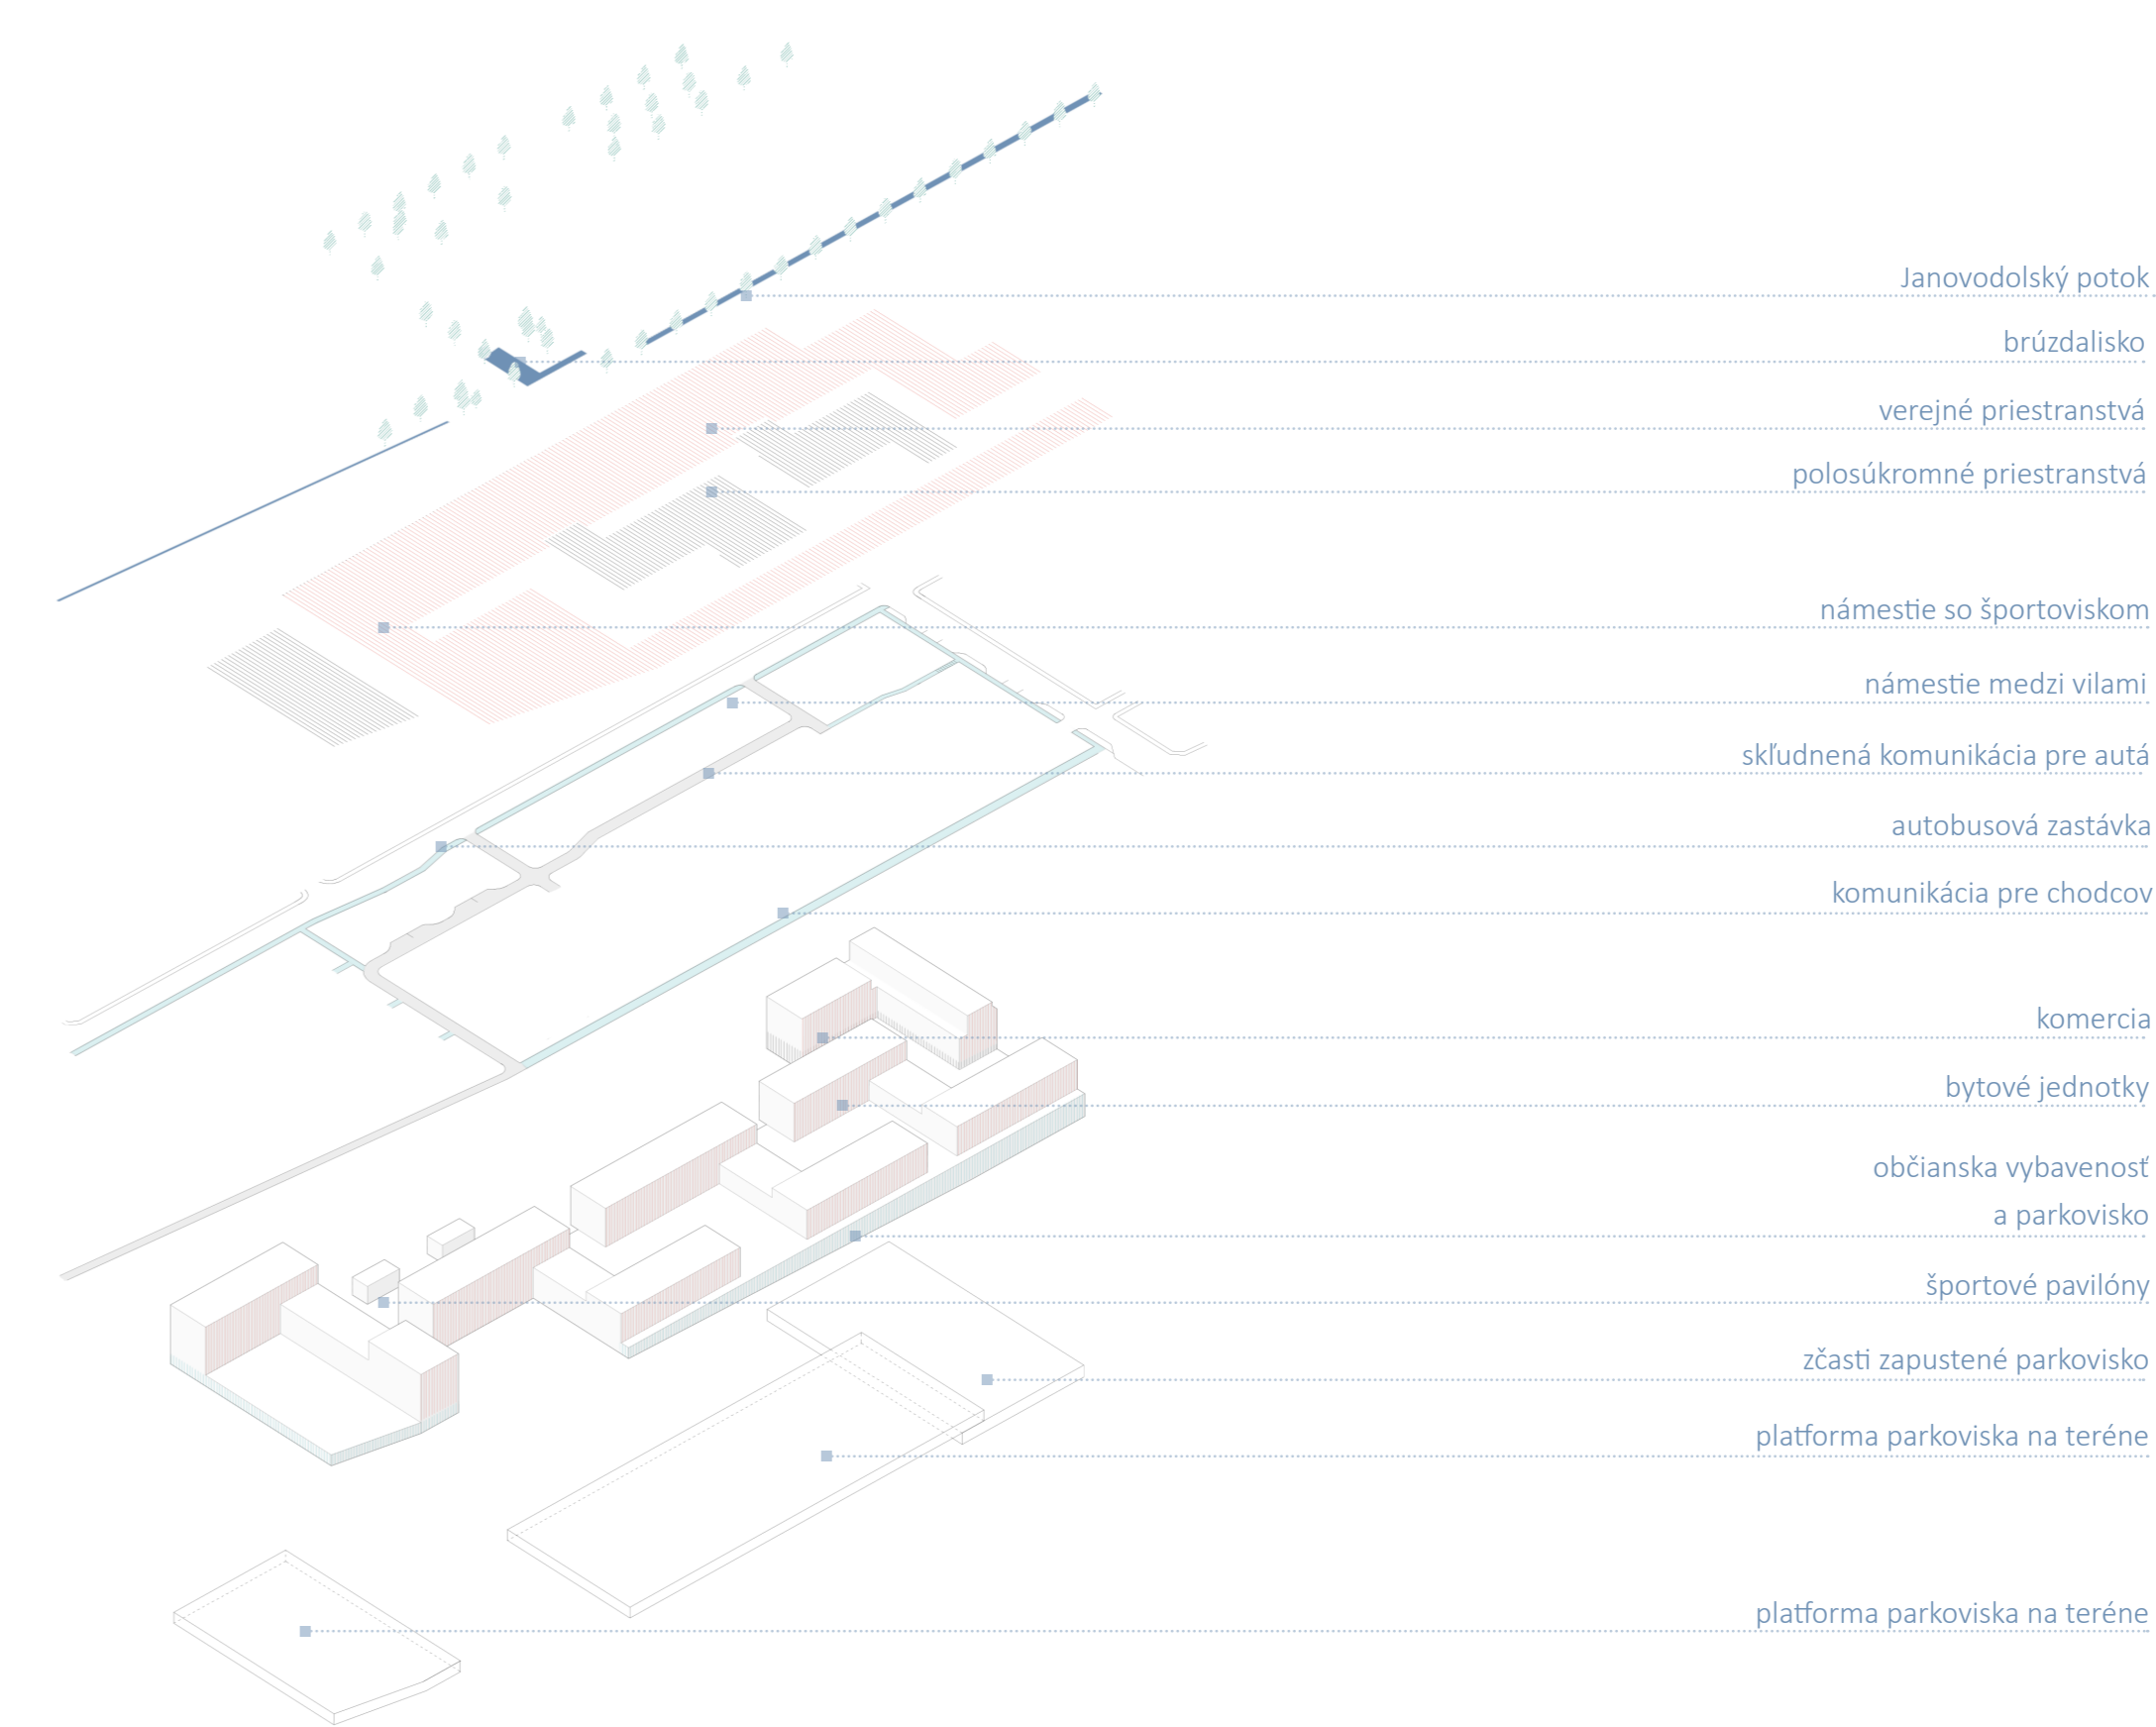 Janovodolský potok
brúzdalisko
verejné priestranstvá
polosúkromné priestranstvá
námestie so športoviskom
námestie medzi vilami
skľudnená komunikácia pre autá
autobusová zastávka
komunikácia pre chodcov
komercia
bytové jednotky
občianska vybavenosť
a parkovisko
športové pavilóny
zčasti zapustené parkovisko
platforma parkoviska na teréne
platforma parkoviska na teréne